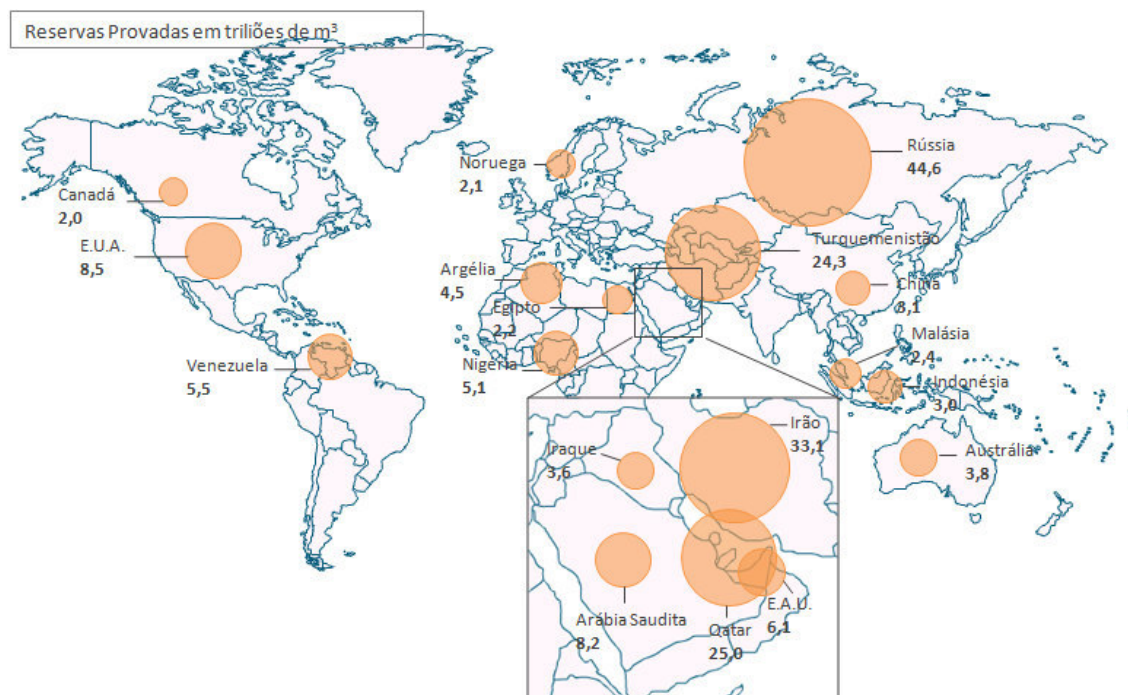 Reservas Provadas em triliões de m³
Noruega
2,1
Rússia
44,6
Canadá
2,0
E.U.A.
8,5
Turquemenistão
24,3
Argélia
4,5
Egipto
2,2
China
3,1
Malásia
2,4
Venezuela
5,5
Nigéria
5,1
Indonésia
3,0
Irão
33,1
Iraque
3,6
Austrália
3,8
Arábia Saudita
8,2
Qatar
25,0
E.A.U.
6,1